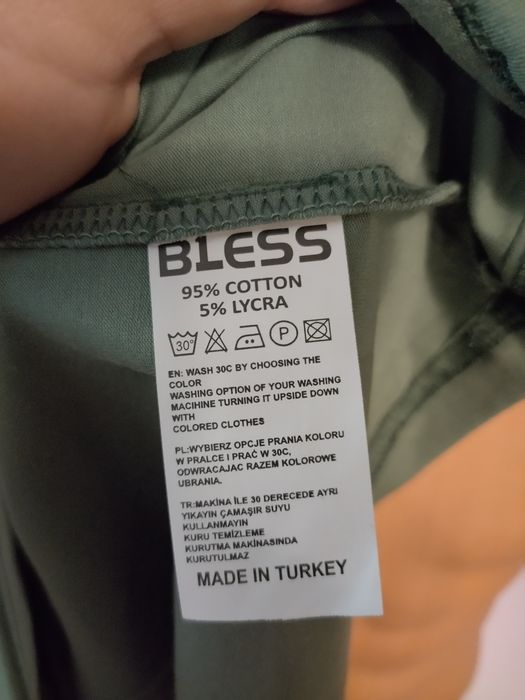 BLESS
95% COTTON
5% LYCRA
30° P
EN: WASH 30C BY CHOOSING THE
COLOR
WASHING OPTION OF YOUR WASHING
MACIHINE TURNING IT UPSIDE DOWN
WITH
COLORED CLOTHES
PL:WYBIERZ OPCJE PRANIA KOLORU
W PRALCE I PRAĆ W 30C,
ODWRACAJAC RAZEM KOLOROWE
UBRANIA.
TR:MAKİNA İLE 30 DERECEDE AYRI
YIKAYIN ÇAMAŞIR SUYU
KULLANMAYIN
KURU TEMİZLEME
KURUTMA MAKİNASINDA
KURUTULMAZ
MADE IN TURKEY